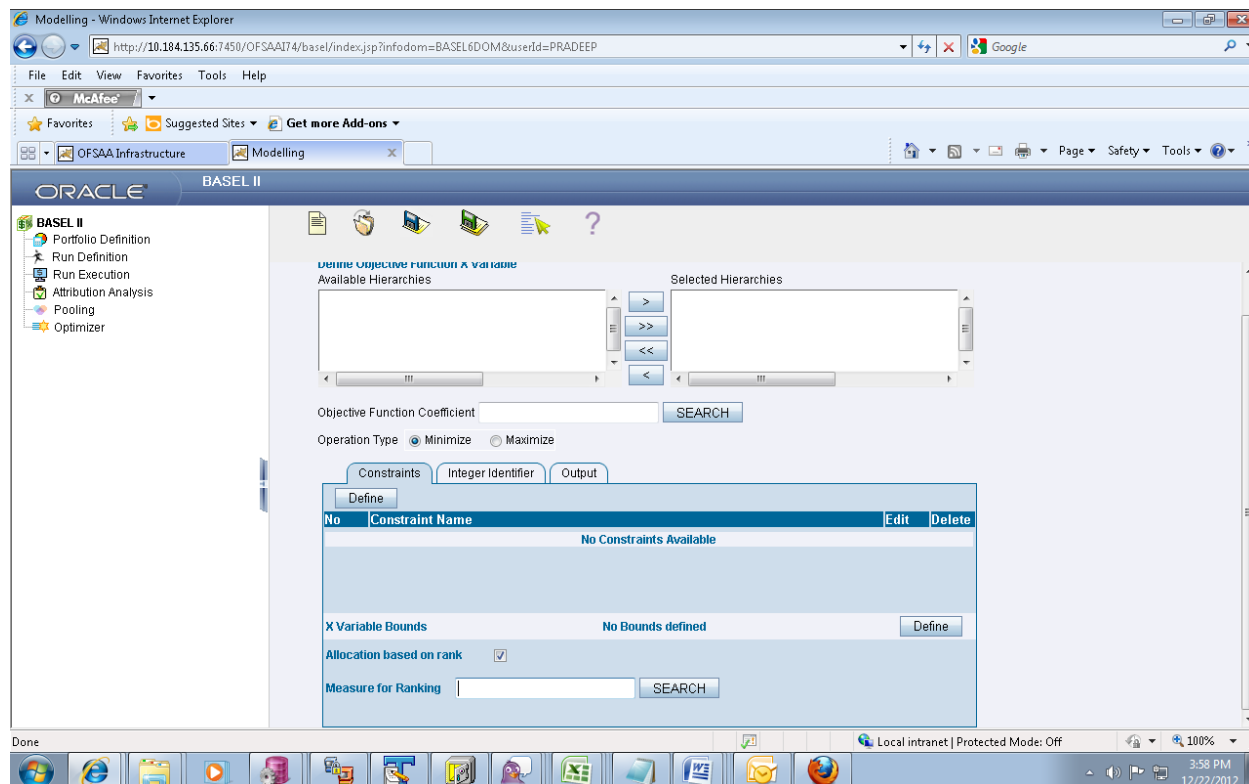 Modelling - Windows Internet Explorer
http://10.184.135.66:7450/OFSAAI74/basel/index.jsp?infodom=BASEL6DOM&userId=PRADEEP
Google
File Edit View Favorites Tools Help
x McAfee
Favorites Suggested Sites Get more Add-ons
OFSAA Infrastructure Modelling x Page Safety Tools
ORACLE BASEL II
BASEL II
Portfolio Definition
Run Definition
Run Execution
Attribution Analysis
Pooling
Optimizer
?
Define Objective Function X Variable
Available Hierarchies Selected Hierarchies
>
>>
<<
<
Objective Function Coefficient SEARCH
Operation Type Minimize Maximize
Constraints Integer Identifier Output
Define
No Constraint Name Edit Delete
No Constraints Available
X Variable Bounds No Bounds defined Define
Allocation based on rank
Measure for Ranking SEARCH
Done Local intranet | Protected Mode: Off 100%
3:58 PM
12/22/2012